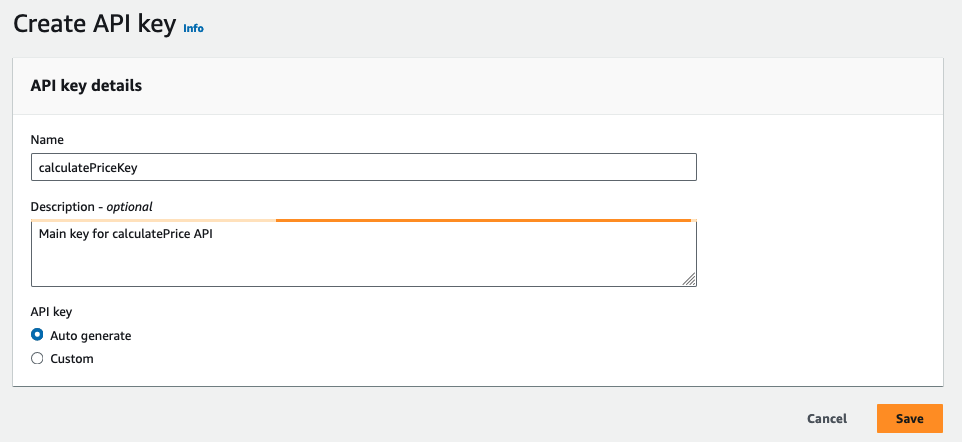 Create API key Info
API key details
Name
calculatePriceKey
Description - optional
Main key for calculatePrice API
API key
Auto generate
Custom
Cancel Save